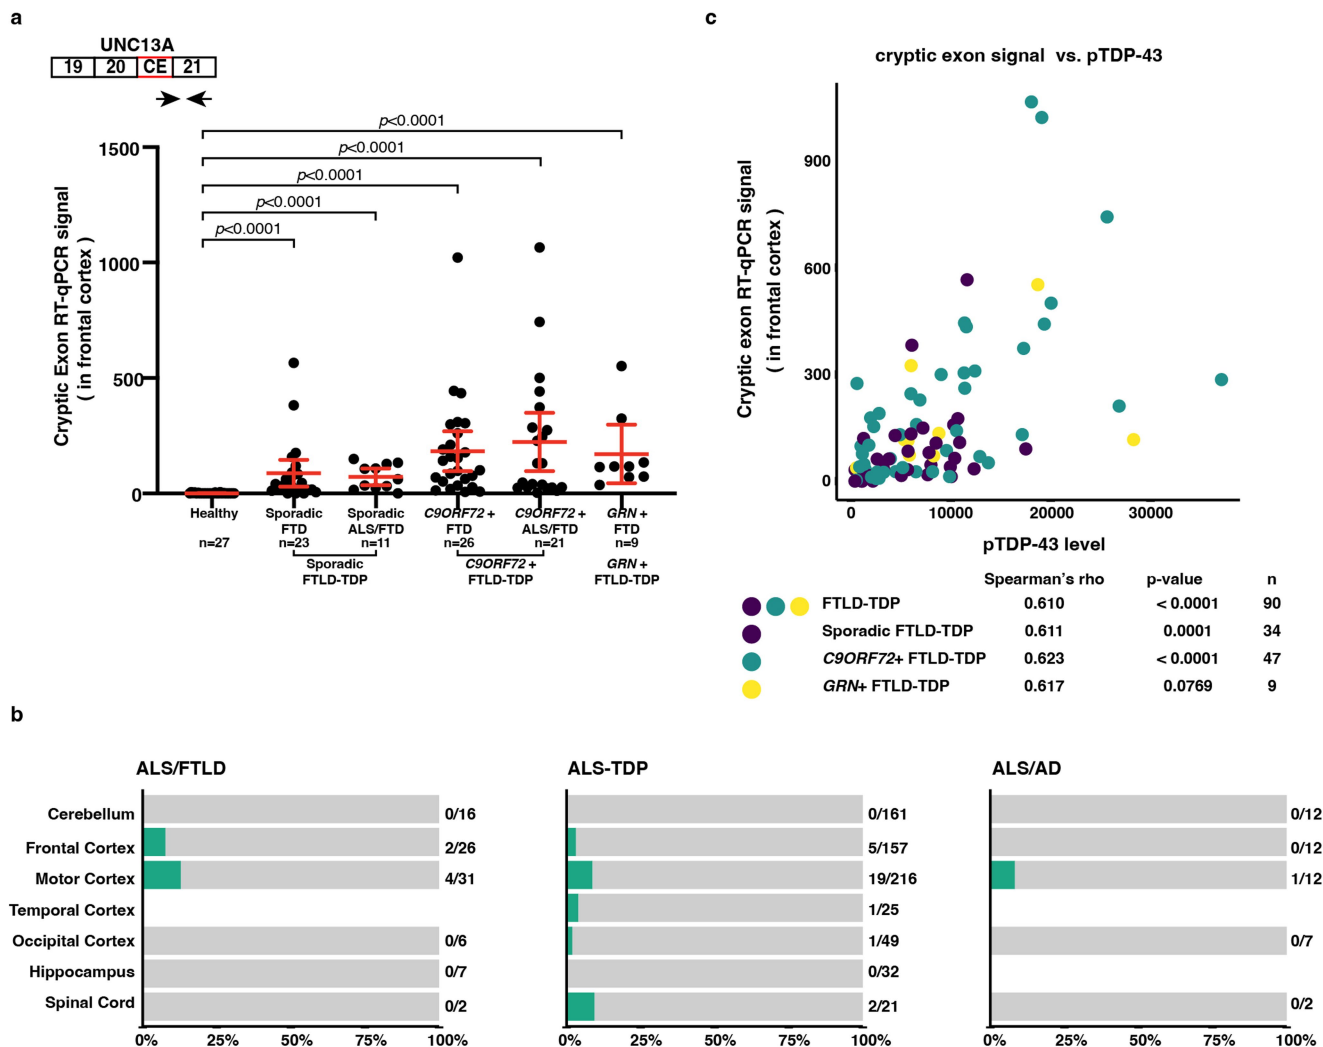 a
UNC13A
19 20 CE 21
p<0.0001
p<0.0001
p<0.0001
p<0.0001
p<0.0001
Cryptic Exon RT-qPCR signal
( in frontal cortex )
1500
1000
500
0
Healthy
n=27
Sporadic
FTD
n=23
Sporadic
ALS/FTD
n=11
C9ORF72 +
FTD
n=26
C9ORF72 +
ALS/FTD
n=21
GRN +
FTD
n=9
Sporadic
FTLD-TDP
C9ORF72 +
FTLD-TDP
GRN +
FTLD-TDP
c
cryptic exon signal vs. pTDP-43
Cryptic exon RT-qPCR signal
( in frontal cortex )
900
600
300
0
0 10000 20000 30000
pTDP-43 level
Spearman's rho p-value n
FTLD-TDP 0.610 < 0.0001 90
Sporadic FTLD-TDP 0.611 0.0001 34
C9ORF72+ FTLD-TDP 0.623 < 0.0001 47
GRN+ FTLD-TDP 0.617 0.0769 9
b
ALS/FTLD
Cerebellum 0/16
Frontal Cortex 2/26
Motor Cortex 4/31
Temporal Cortex
Occipital Cortex 0/6
Hippocampus 0/7
Spinal Cord 0/2
0% 25% 50% 75% 100%
ALS-TDP
0/161
5/157
19/216
1/25
1/49
0/32
2/21
0% 25% 50% 75% 100%
ALS/AD
0/12
0/12
1/12
0/7
0/2
0% 25% 50% 75% 100%